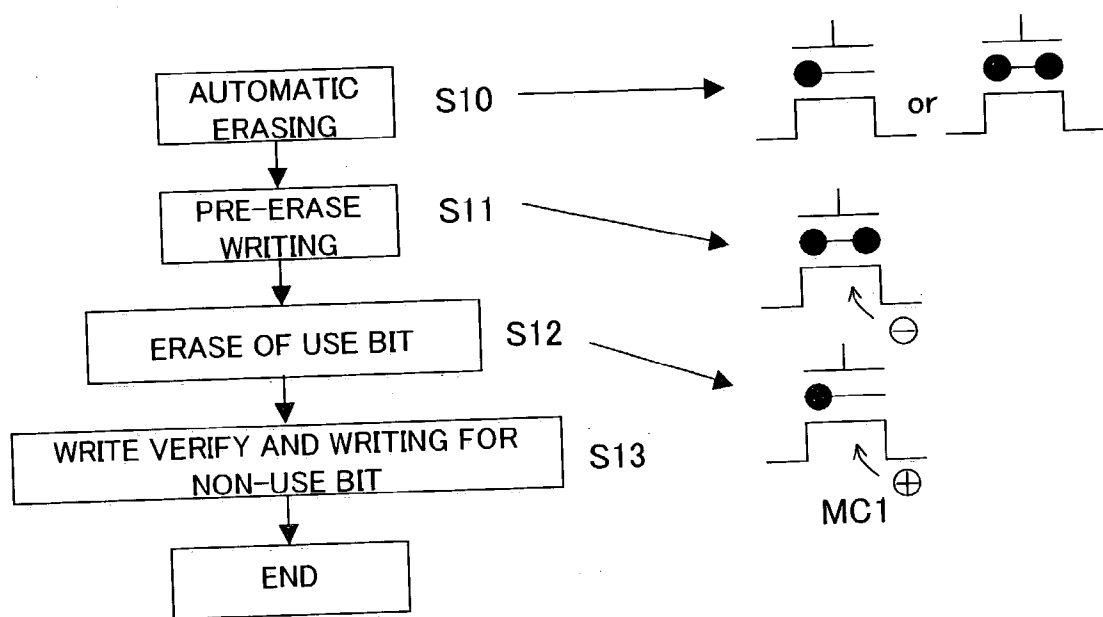 AUTOMATIC
ERASING
S10
or
PRE-ERASE
WRITING
S11
⊖
ERASE OF USE BIT
S12
WRITE VERIFY AND WRITING FOR
NON-USE BIT
S13
⊕
MC1
END